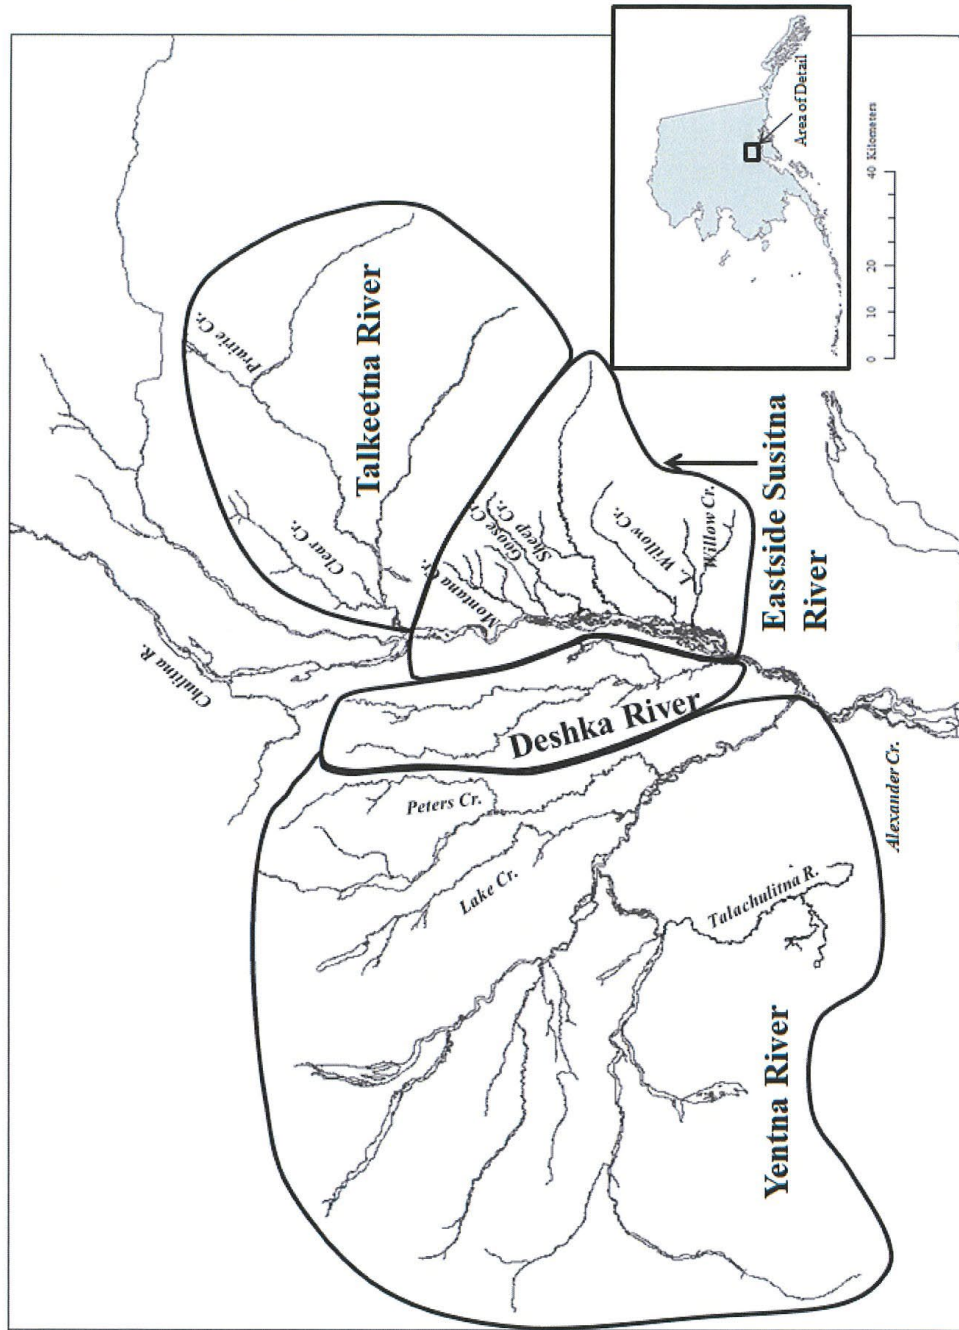 Chulitna R.
Prairie Cr.
Clear Cr.
Talkeetna River
Montana Cr.
Goose Cr.
Sheep Cr.
Willow Cr.
L. Willow Cr.
Eastside Susitna
River
Deshka River
Peters Cr.
Lake Cr.
Talachulitna R.
Yentna River
Alexander Cr.
Area of Detail
0 10 20 40 Kilometers